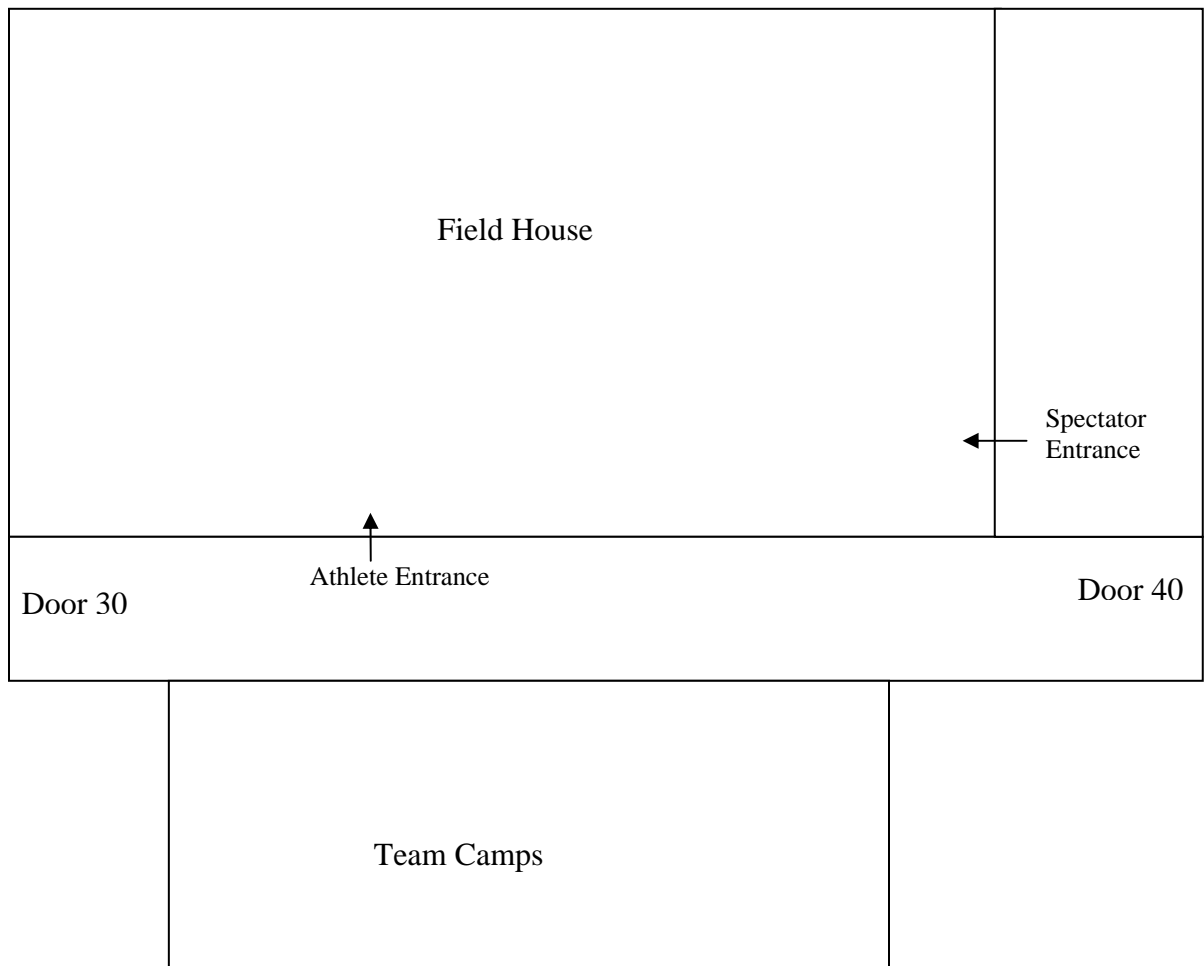 Field House
Spectator
Entrance
Athlete Entrance
Door 30
Door 40
Team Camps